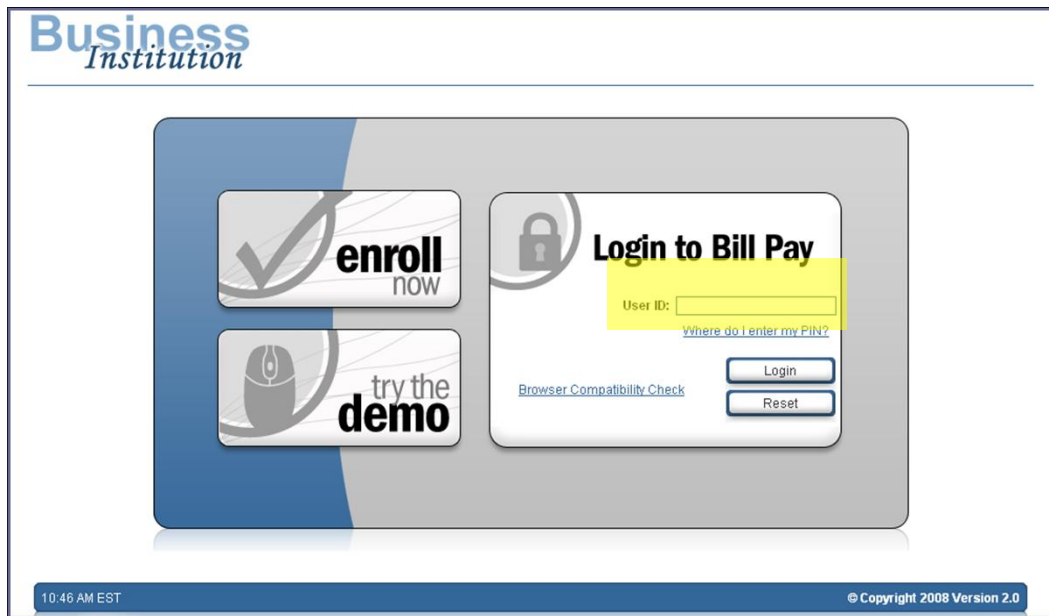 Business
Institution
enroll
now
try the
demo
Login to Bill Pay
User ID:
Where do I enter my PIN?
Browser Compatibility Check
Login
Reset
10:46 AM EST
© Copyright 2008 Version 2.0